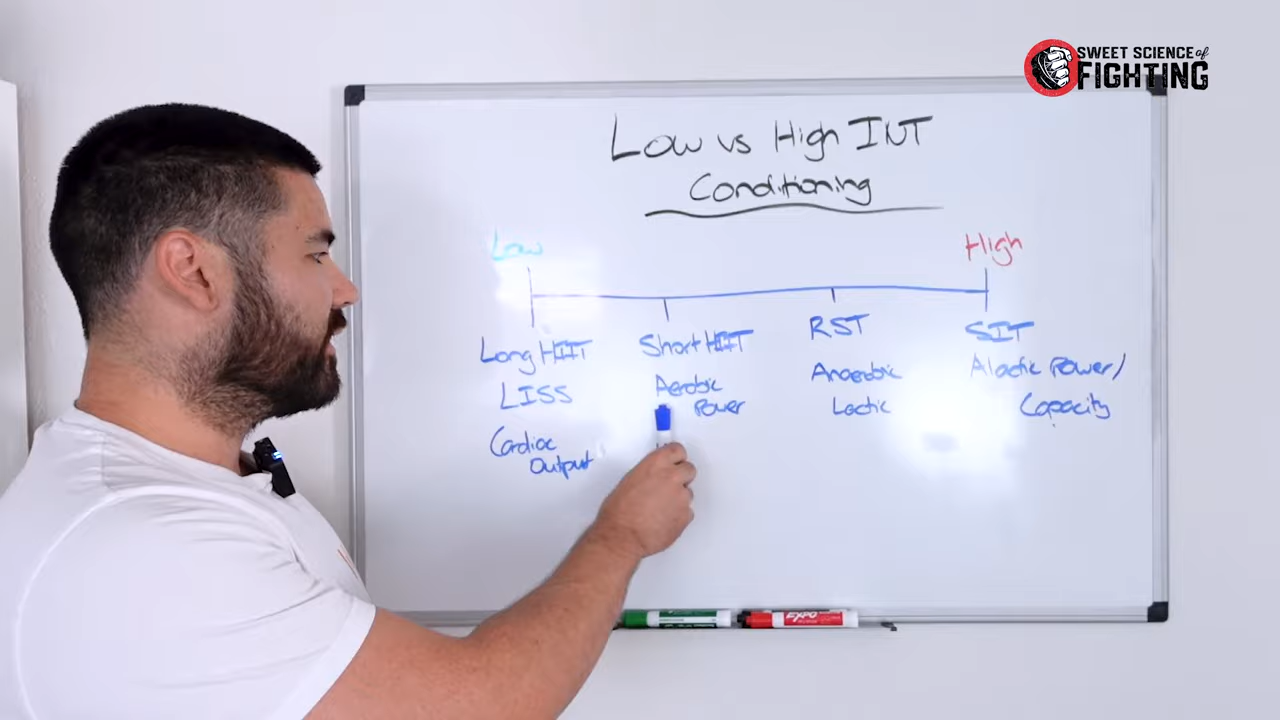 SWEET SCIENCE of
FIGHTING
Low vs High INT
Conditioning
Low
High
Long HIIT
LISS
Cardiac
Output
Short HIIT
Aerobic
Power
RST
Anaerobic
Lactic
SIT
Alactic Power/
Capacity
EXPO